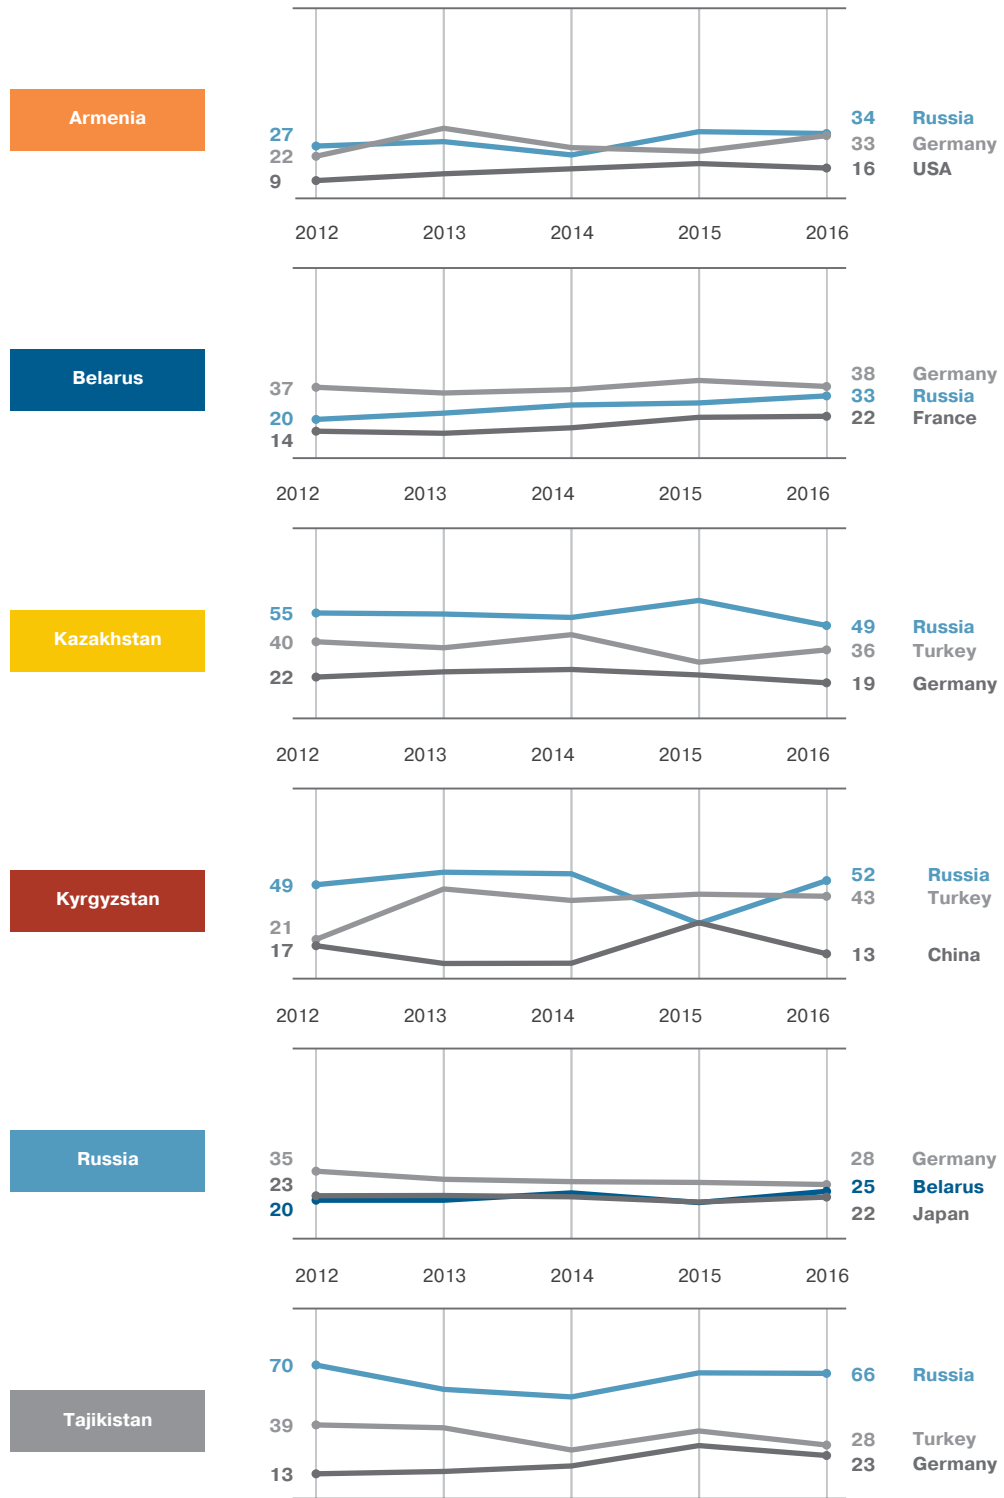 Armenia
27
22
9
34 Russia
33 Germany
16 USA
2012 2013 2014 2015 2016
Belarus
37
20
14
38 Germany
33 Russia
22 France
2012 2013 2014 2015 2016
Kazakhstan
55
40
22
49 Russia
36 Turkey
19 Germany
2012 2013 2014 2015 2016
Kyrgyzstan
49
21
17
52 Russia
43 Turkey
13 China
2012 2013 2014 2015 2016
Russia
35
23
20
28 Germany
25 Belarus
22 Japan
2012 2013 2014 2015 2016
Tajikistan
70
39
13
66 Russia
28 Turkey
23 Germany